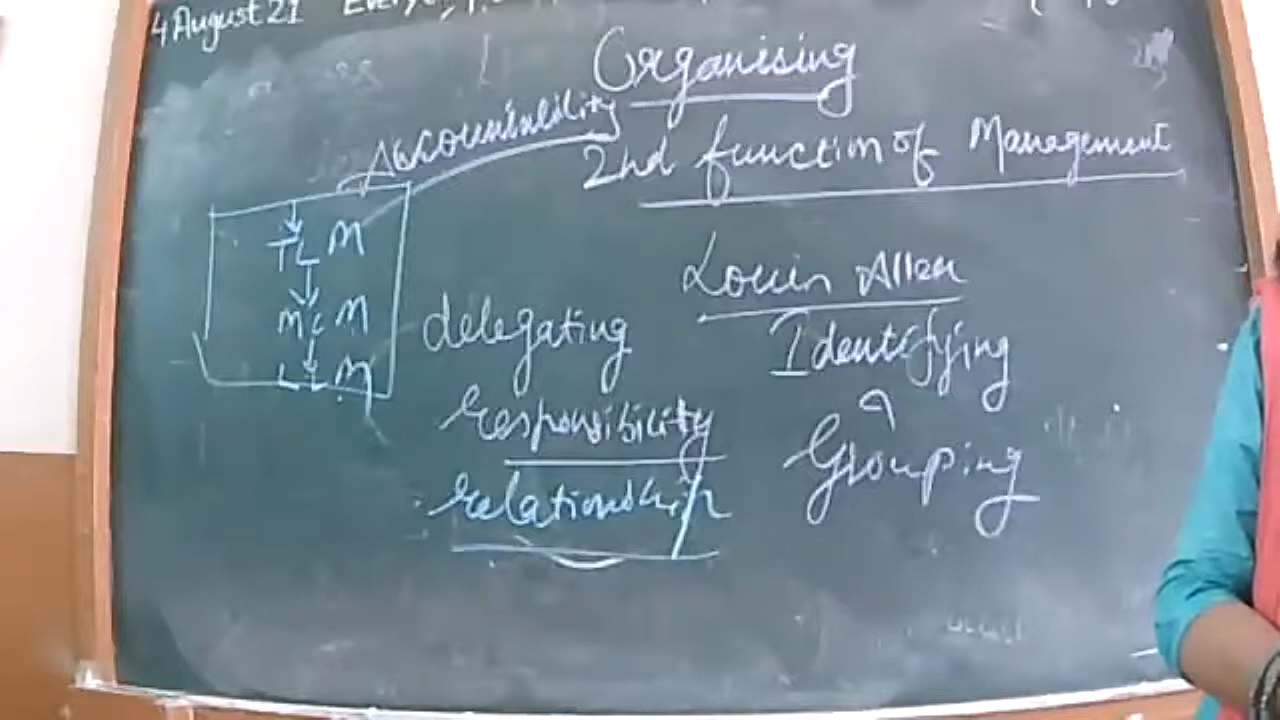 4 August 21
Organising
Accountability
2nd function of Management
TLM
MLM
LLM
Louis Allen
Identifying
Grouping
delegating
responsibility
relationship